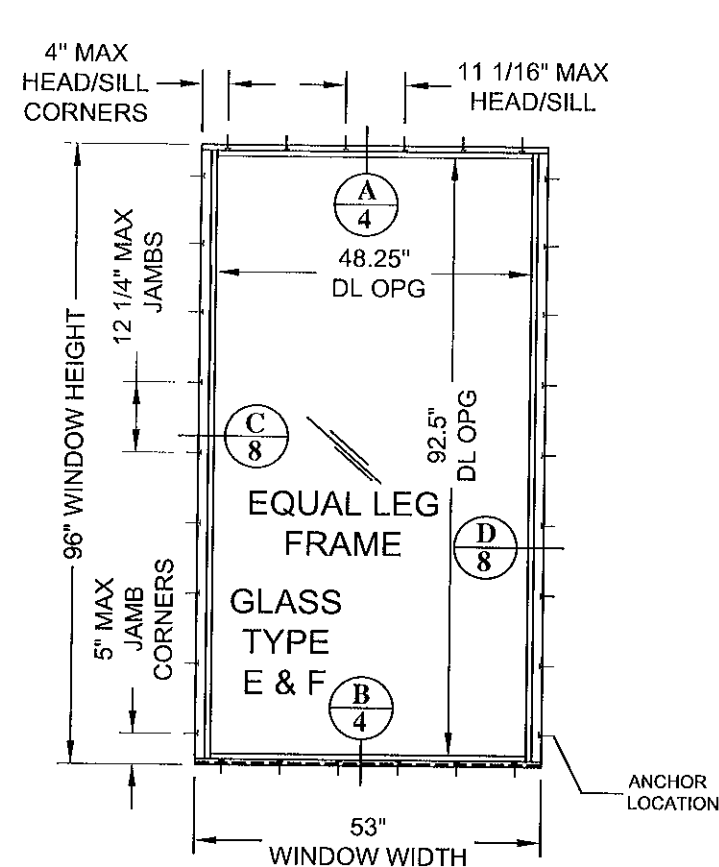 4" MAX
HEAD/SILL
CORNERS
11 1/16" MAX
HEAD/SILL
A
4
48.25"
DL OPG
12 1/4" MAX
JAMBS
96" WINDOW HEIGHT
92.5"
DL OPG
C
8
EQUAL LEG
FRAME
D
8
5" MAX
JAMB
CORNERS
GLASS
TYPE
E & F
B
4
ANCHOR
LOCATION
53"
WINDOW WIDTH